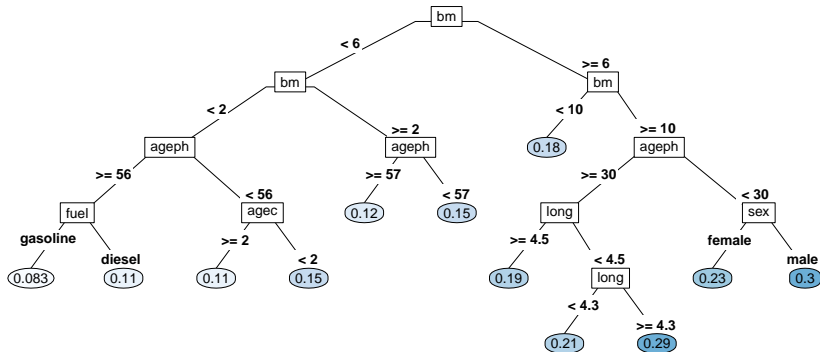 bm
< 6
>= 6
bm
bm
< 2
>= 2
< 10
>= 10
ageph
ageph
0.18
ageph
>= 56
< 56
>= 57
< 57
>= 30
< 30
fuel
agec
0.12
0.15
long
sex
gasoline
diesel
>= 2
< 2
>= 4.5
< 4.5
female
male
0.083
0.11
0.11
0.15
0.19
long
0.23
0.3
< 4.3
>= 4.3
0.21
0.29